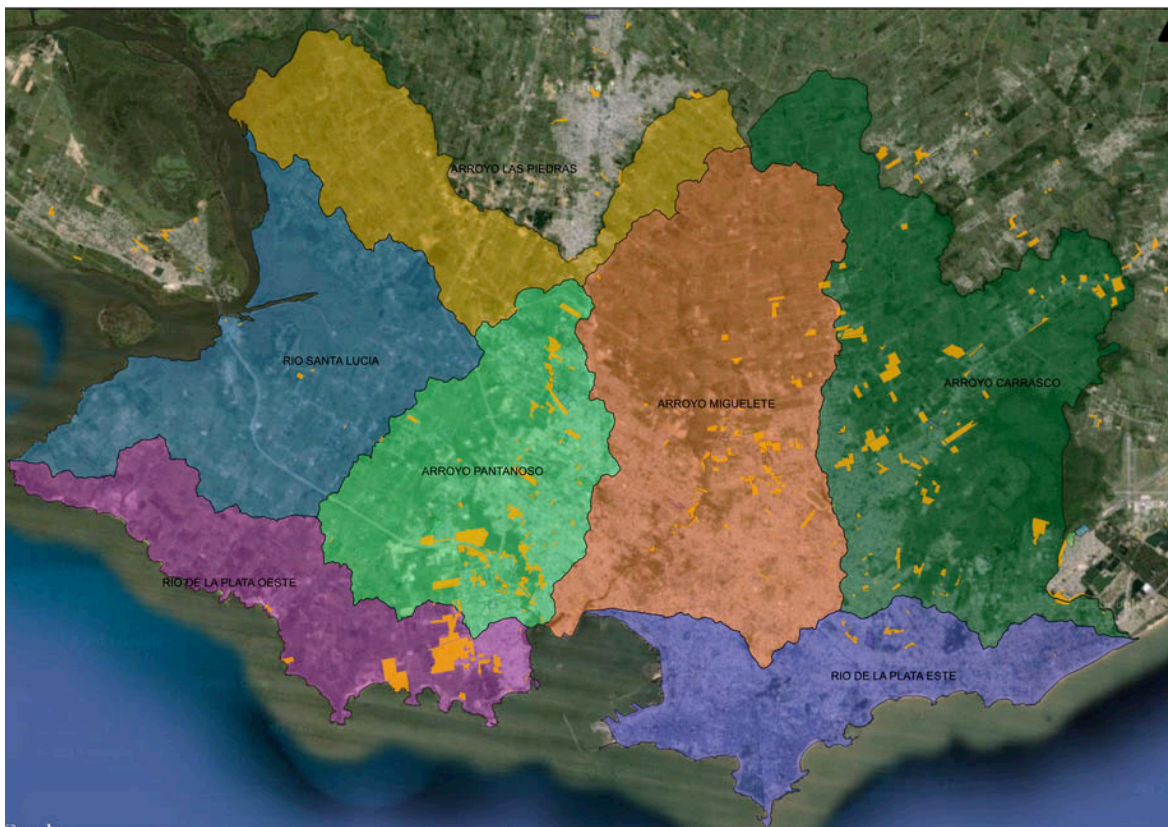 ARROYO LAS PIEDRAS
RIO SANTA LUCIA
ARROYO CARRASCO
ARROYO MIGUELETE
ARROYO PANTANOSO
RIO DE LA PLATA OESTE
RIO DE LA PLATA ESTE